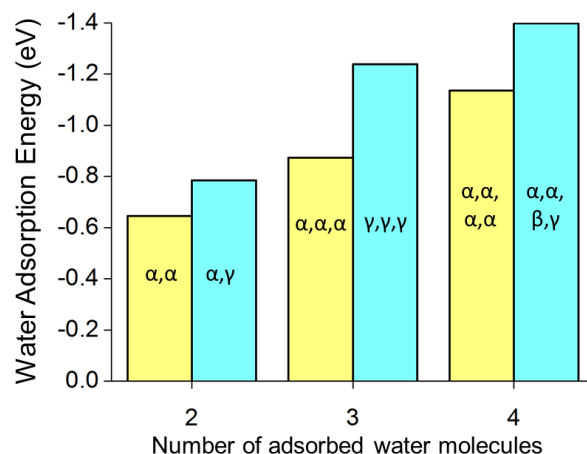 Water Adsorption Energy (eV)
-1.4
-1.2
-1.0
-0.8
-0.6
-0.4
-0.2
0.0
α,α
α,γ
α,α,α
γ,γ,γ
α,α,
α,α
α,α,
β,γ
2
3
4
Number of adsorbed water molecules